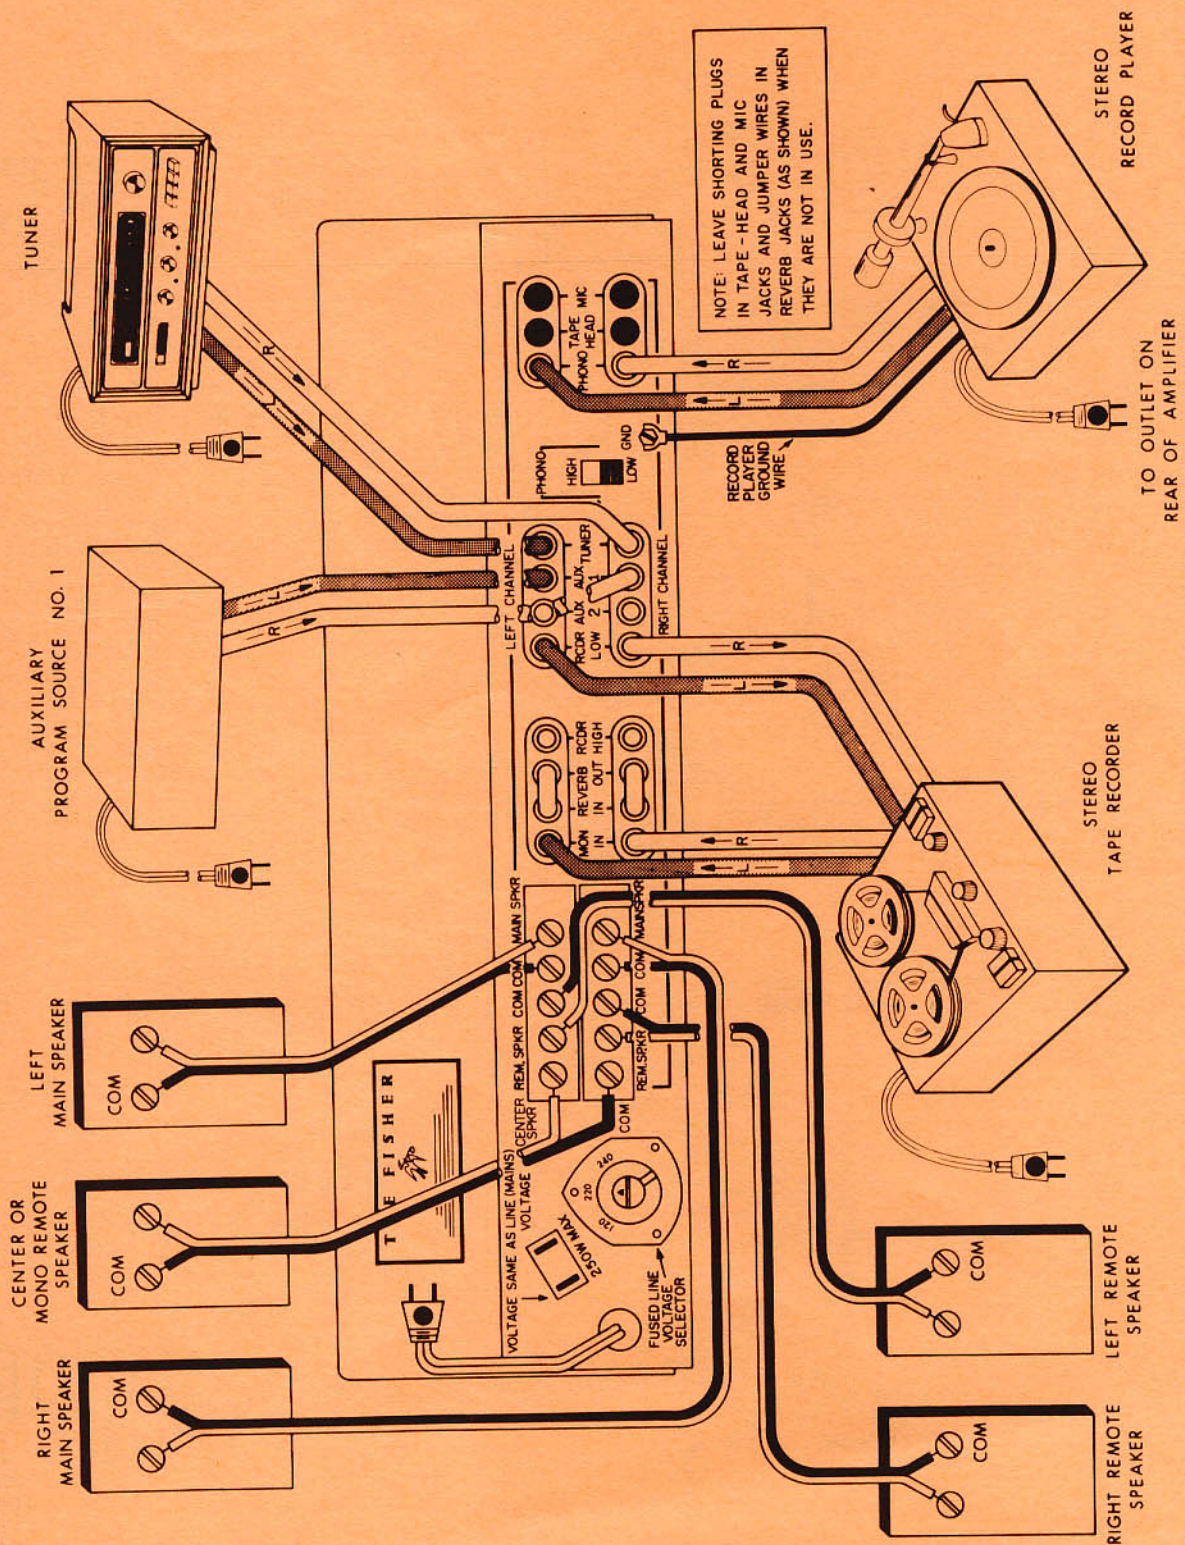 RIGHT
MAIN SPEAKER
COM
CENTER OR
MONO REMOTE
SPEAKER
COM
LEFT
MAIN SPEAKER
COM
AUXILIARY
PROGRAM SOURCE NO. 1
TUNER
L
R
L
R
THE FISHER
VOLTAGE SAME AS LINE (MAINS)
VOLTAGE
250W MAX
120
220
240
FUSED LINE
VOLTAGE
SELECTOR
CENTER
SPKR
REM. SPKR
COM
COM
MAIN SPKR
COM
REM. SPKR
COM
COM
MAIN SPKR
LEFT CHANNEL
MON
IN
REVERB
IN
OUT
RCDR
HIGH
RCDR
LOW
AUX
2
AUX
1
TUNER
RIGHT CHANNEL
PHONO
HIGH
LOW
GND
PHONO
TAPE
HEAD
MIC
RECORD
PLAYER
GROUND
WIRE
NOTE: LEAVE SHORTING PLUGS
IN TAPE-HEAD AND MIC
JACKS AND JUMPER WIRES IN
REVERB JACKS (AS SHOWN) WHEN
THEY ARE NOT IN USE.
L
R
L
R
L
R
COM
RIGHT REMOTE
SPEAKER
COM
LEFT REMOTE
SPEAKER
STEREO
TAPE RECORDER
TO OUTLET ON
REAR OF AMPLIFIER
STEREO
RECORD PLAYER